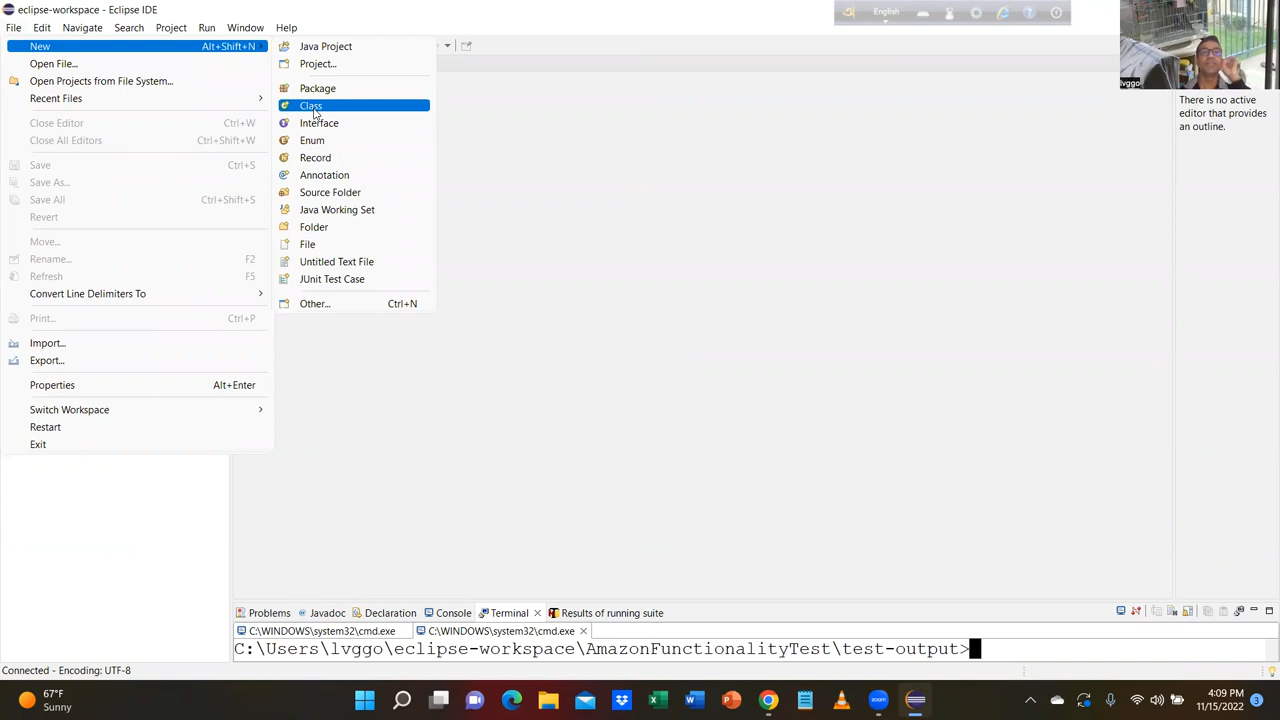 eclipse-workspace - Eclipse IDE
English
File Edit Navigate Search Project Run Window Help
New Alt+Shift+N
Open File...
Open Projects from File System...
Recent Files
Close Editor Ctrl+W
Close All Editors Ctrl+Shift+W
Save Ctrl+S
Save As...
Save All Ctrl+Shift+S
Revert
Move...
Rename... F2
Refresh F5
Convert Line Delimiters To
Print... Ctrl+P
Import...
Export...
Properties Alt+Enter
Switch Workspace
Restart
Exit
Java Project
Project...
Package
Class
Interface
Enum
Record
Annotation
Source Folder
Java Working Set
Folder
File
Untitled Text File
JUnit Test Case
Other... Ctrl+N
lvggo
There is no active
editor that provides
an outline.
Problems Javadoc Declaration Console Terminal Results of running suite
C:\WINDOWS\system32\cmd.exe C:\WINDOWS\system32\cmd.exe
C:\Users\lvggo\eclipse-workspace\AmazonFunctionalityTest\test-output>
Connected - Encoding: UTF-8
67°F
Sunny
4:09 PM
11/15/2022
3